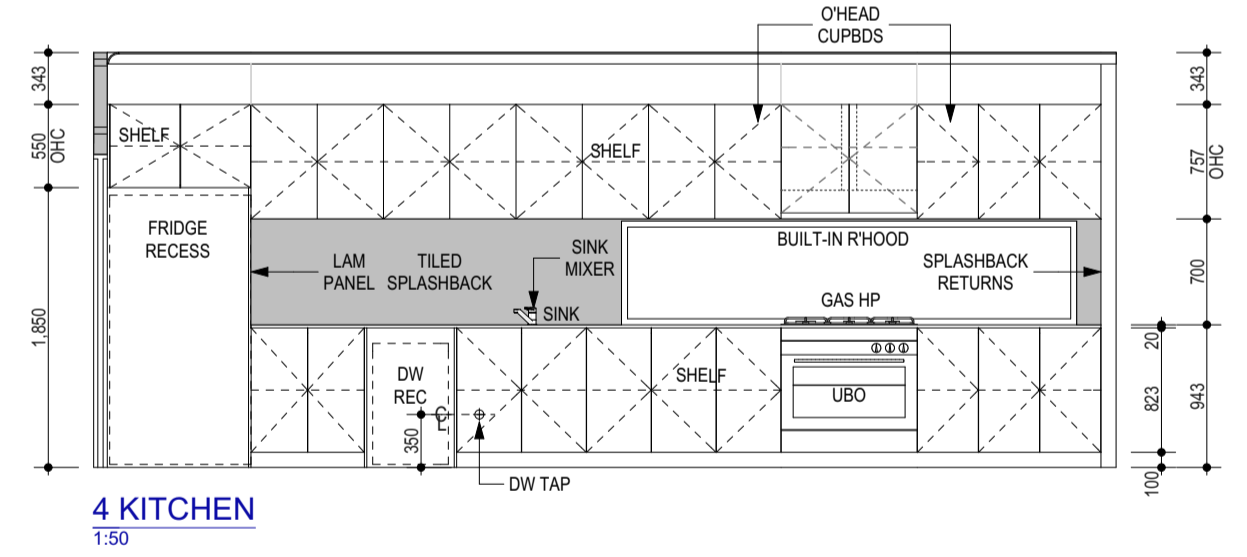 O'HEAD
CUPBDS
343
550
OHC
1,850
SHELF
SHELF
FRIDGE
RECESS
LAM
PANEL
TILED
SPLASHBACK
SINK
MIXER
SINK
BUILT-IN R'HOOD
SPLASHBACK
RETURNS
GAS HP
DW
REC
CL
350
SHELF
UBO
DW TAP
343
757
OHC
700
20
823
943
100
4 KITCHEN
1:50